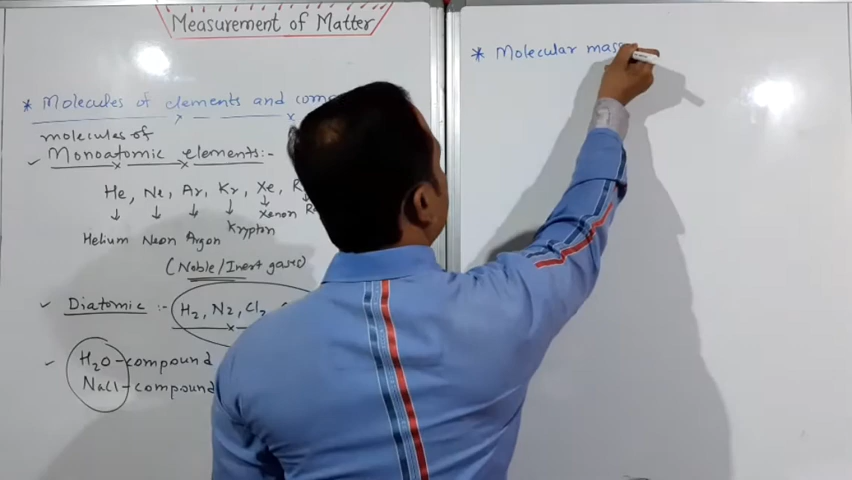 Measurement of Matter
* Molecules of elements and
molecules of
✓ Monoatomic elements:-
He, Ne, Ar, Kr, Xe,
Helium Neon Argon Krypton Xenon
(Noble/Inert gases)
✓ Diatomic :- H2, N2, Cl2,
✓ H2O-compound
NaCl-compound
* Molecular mass